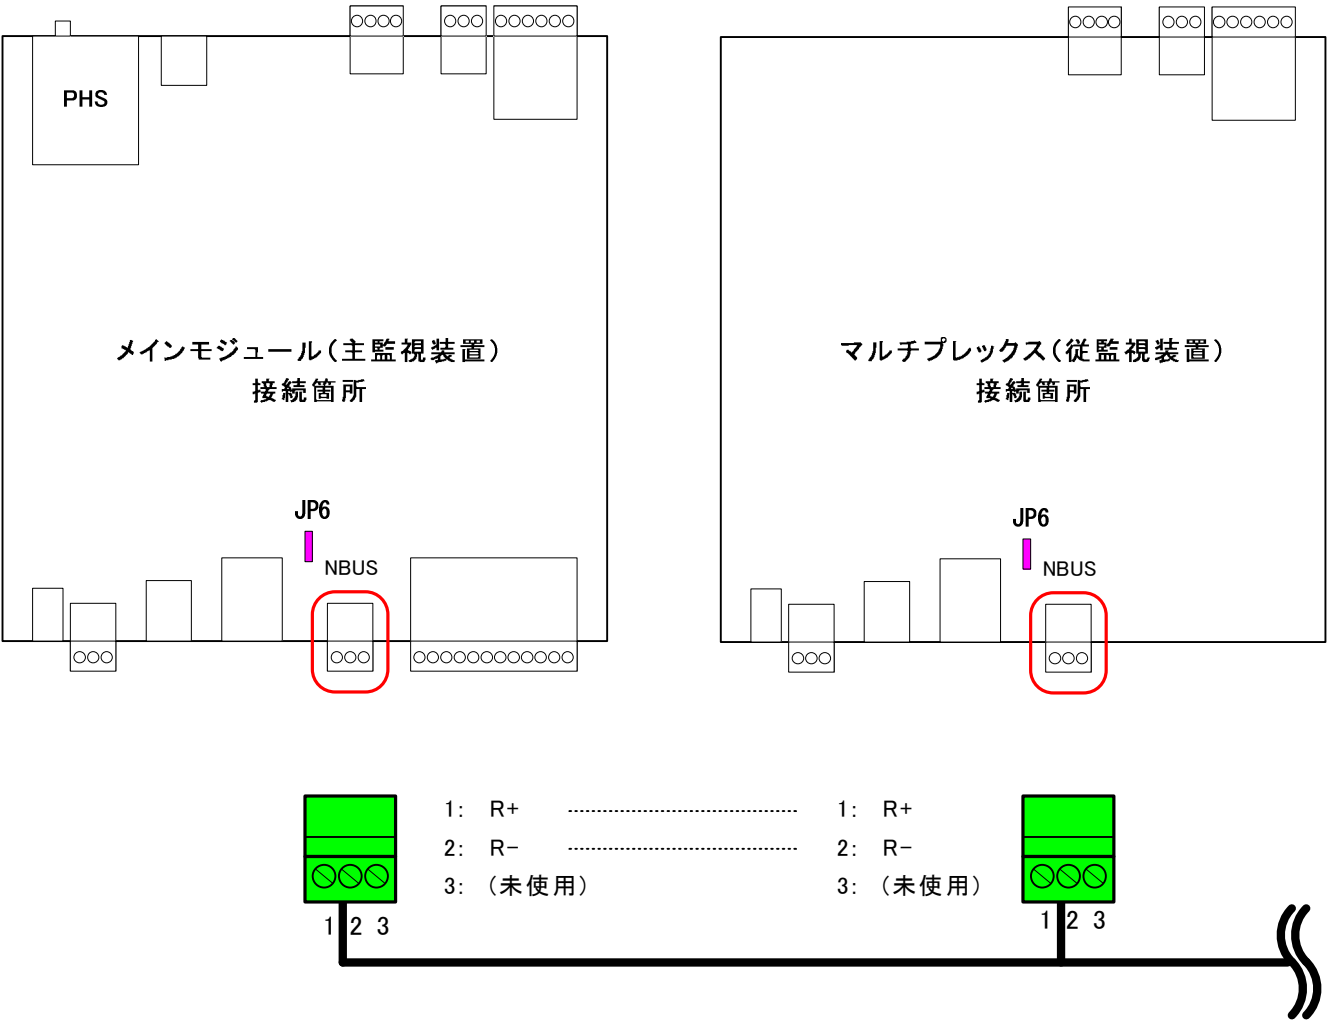 PHS
メインモジュール(主監視装置)
接続箇所
JP6
NBUS
マルチプレックス(従監視装置)
接続箇所
JP6
NBUS
1: R+ 1: R+
2: R- 2: R-
3: (未使用) 3: (未使用)
1 2 3
1 2 3